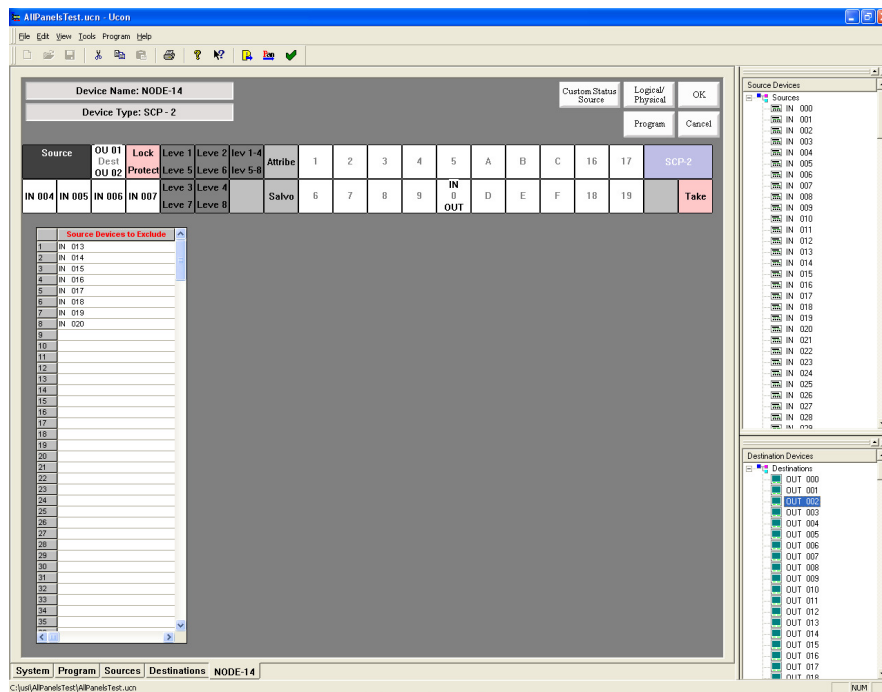 AllPanelsTest.ucn - Ucon
File Edit View Tools Program Help
Device Name: NODE-14
Device Type: SCP - 2
Custom Status Source
Logical/ Physical
OK
Program
Cancel
Source
OU 01
Dest
OU 02
Lock
Protect
Leve 1 Leve 2 lev 1-4
Leve 5 Leve 6 lev 5-8
Attribe
1 2 3 4 5 A B C 16 17 SCP-2
IN 004 IN 005 IN 006 IN 007
Leve 3 Leve 4
Leve 7 Leve 8
Salvo
6 7 8 9
IN
0
OUT
D E F 18 19 Take
Source Devices to Exclude
1 IN 013
2 IN 014
3 IN 015
4 IN 016
5 IN 017
6 IN 018
7 IN 019
8 IN 020
9
10
11
12
13
14
15
16
17
18
19
20
21
22
23
24
25
26
27
28
29
30
31
32
33
34
35
Source Devices
Sources
IN 000
IN 001
IN 002
IN 003
IN 004
IN 005
IN 006
IN 007
IN 008
IN 009
IN 010
IN 011
IN 012
IN 013
IN 014
IN 015
IN 016
IN 017
IN 018
IN 019
IN 020
IN 021
IN 022
IN 023
IN 024
IN 025
IN 026
IN 027
IN 028
IN 029
Destination Devices
Destinations
OUT 000
OUT 001
OUT 002
OUT 003
OUT 004
OUT 005
OUT 006
OUT 007
OUT 008
OUT 009
OUT 010
OUT 011
OUT 012
OUT 013
OUT 014
OUT 015
OUT 016
OUT 017
OUT 018
System Program Sources Destinations NODE-14
C:\usi\AllPanelsTest\AllPanelsTest.ucn
NUM